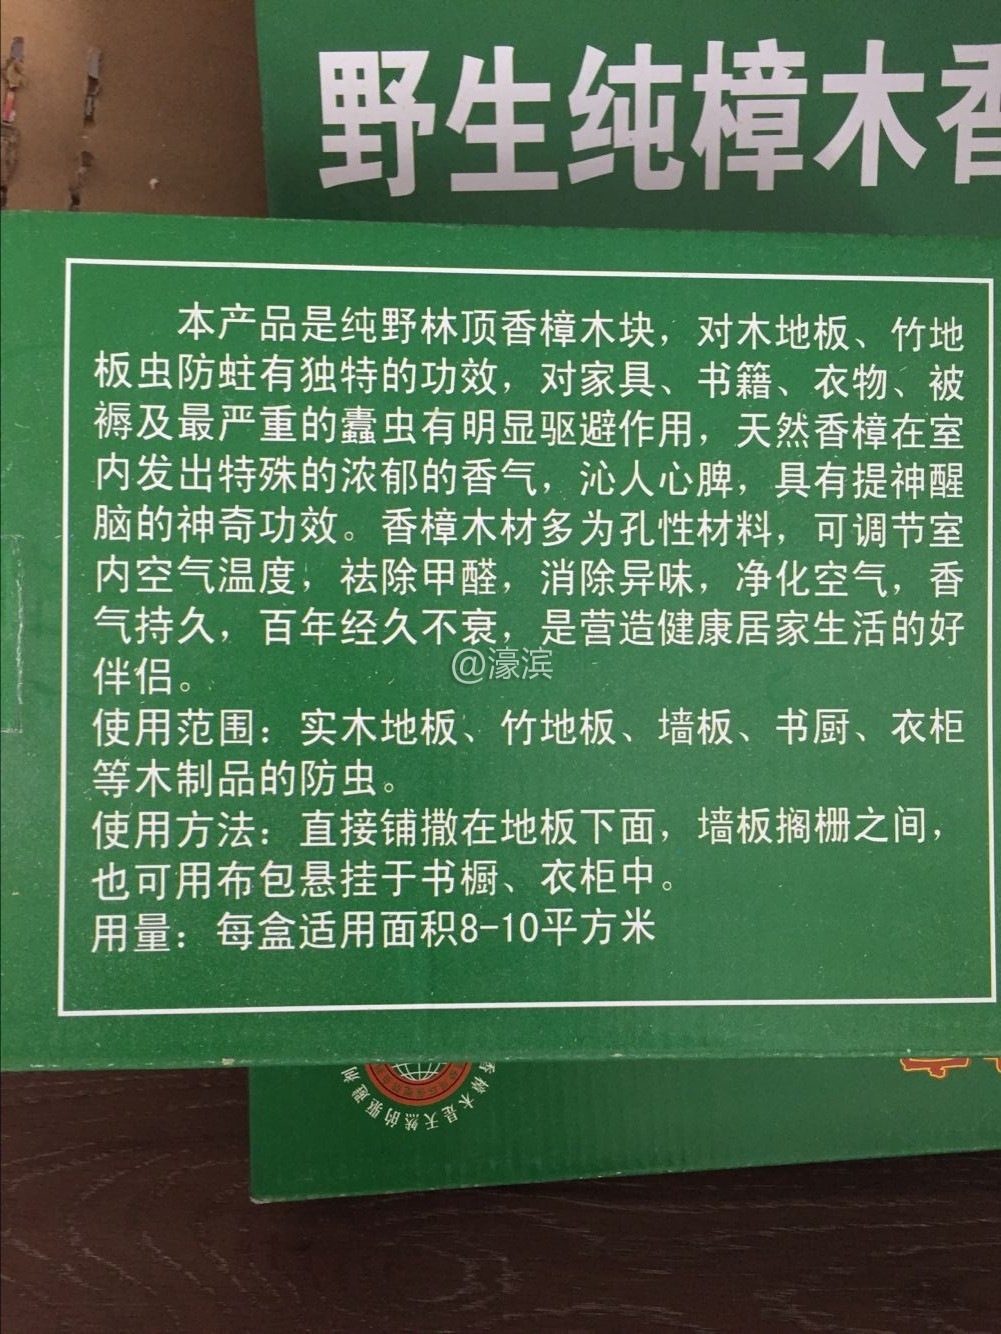 野生纯樟木香
本产品是纯野林顶香樟木块，对木地板、竹地
板虫防蛀有独特的功效，对家具、书籍、衣物、被
褥及最严重的蠹虫有明显驱避作用，天然香樟在室
内发出特殊的浓郁的香气，沁人心脾，具有提神醒
脑的神奇功效。香樟木材多为孔性材料，可调节室
内空气温度，祛除甲醛，消除异味，净化空气，香
气持久，百年经久不衰，是营造健康居家生活的好
伴侣。
@濠滨
使用范围：实木地板、竹地板、墙板、书厨、衣柜
等木制品的防虫。
使用方法：直接铺撒在地板下面，墙板搁栅之间，
也可用布包悬挂于书橱、衣柜中。
用量：每盒适用面积8-10平方米
香樟木是天然的驱避剂